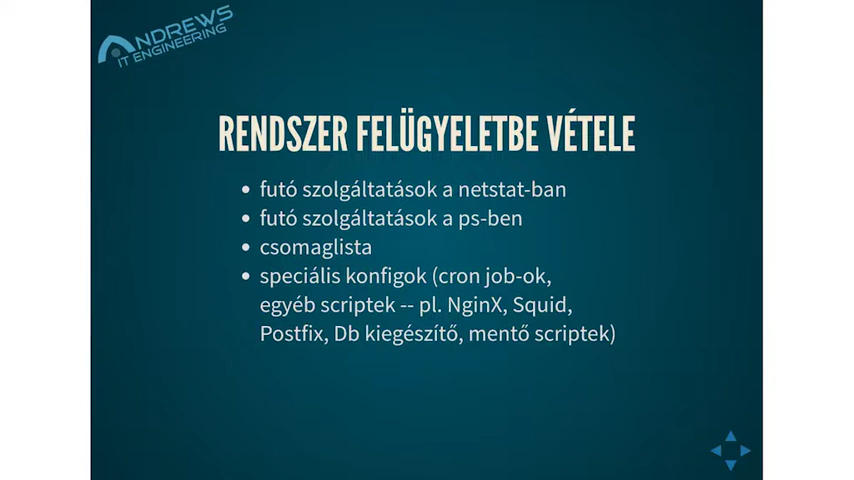 ANDREWS
IT ENGINEERING
RENDSZER FELÜGYELETBE VÉTELE
futó szolgáltatások a netstat-ban
futó szolgáltatások a ps-ben
csomaglista
speciális konfigok (cron job-ok,
egyéb scriptek -- pl. NginX, Squid,
Postfix, Db kiegészítő, mentő scriptek)